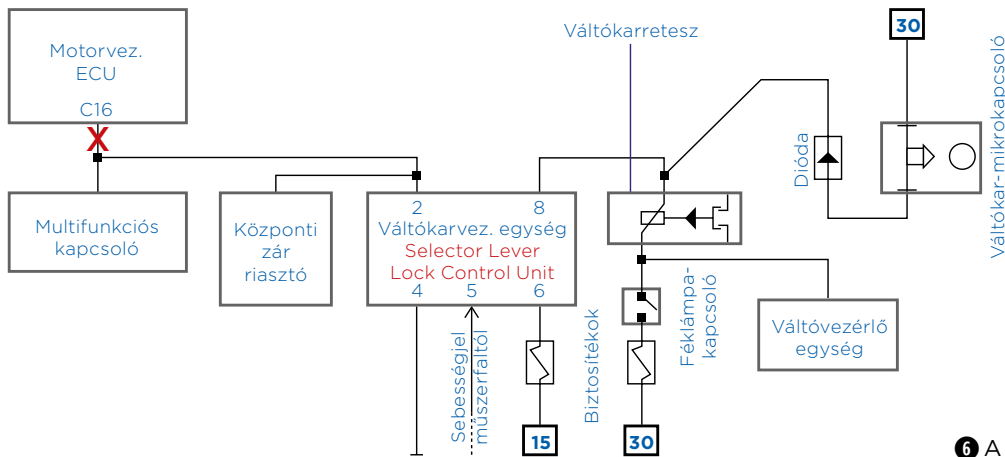 Motorvez.
ECU
C16
X
Multifunkciós
kapcsoló
Központi
zár
riasztó
2 8
Váltókarvez. egység
Selector Lever
Lock Control Unit
4 5 6
Sebességjel
műszerfaltól
15
Biztosítékok
30
Féklámpa-
kapcsoló
Váltókarretesz
Váltóvezérlő
egység
Dióda
30
Váltókar-mikrokapcsoló
6 A